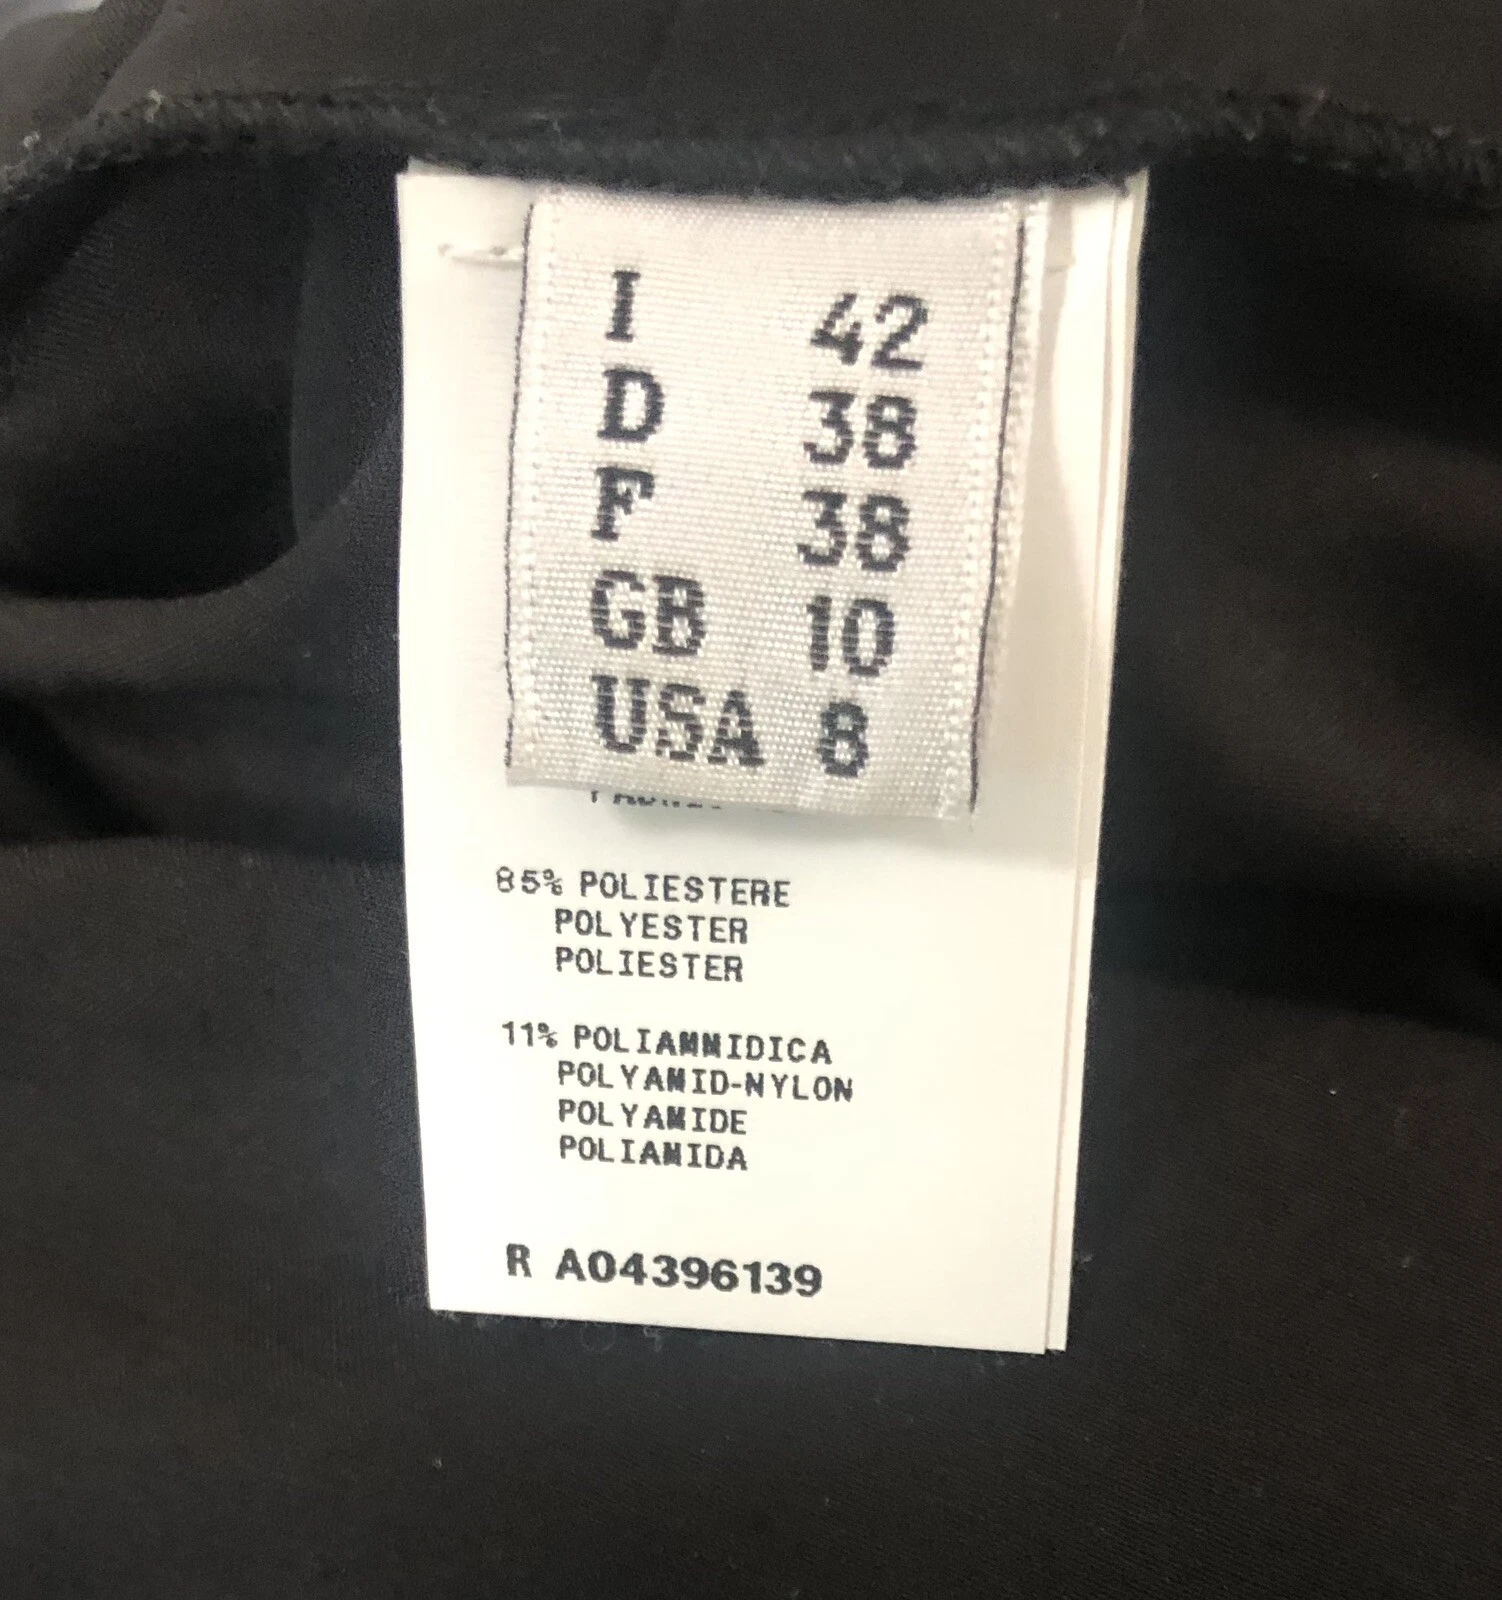 I 42
D 38
F 38
GB 10
USA 8
85% POLIESTERE
POLYESTER
POLIESTER
11% POLIAMMIDICA
POLYAMID-NYLON
POLYAMIDE
POLIAMIDA
R A04396139